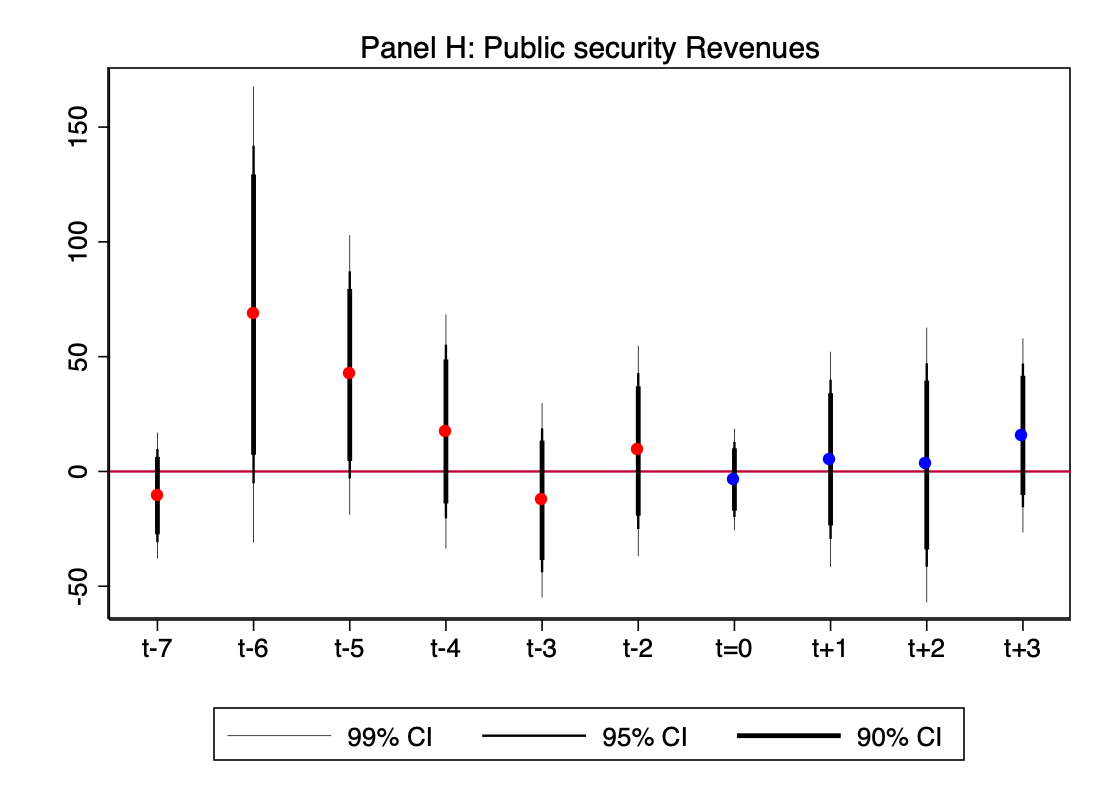 Panel H: Public security Revenues
150
100
50
0
-50
t-7 t-6 t-5 t-4 t-3 t-2 t=0 t+1 t+2 t+3
99% CI 95% CI 90% CI